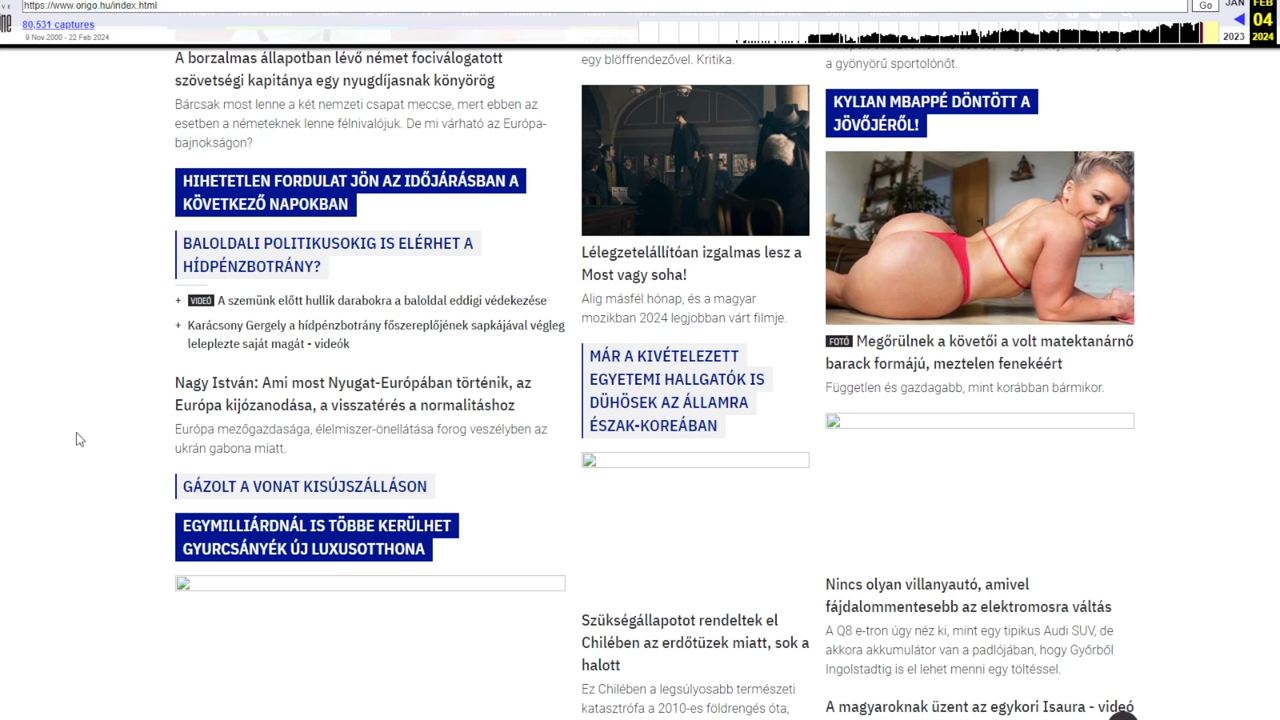 https://www.origo.hu/index.html
Go
JAN
FEB
80,531 captures
04
9 Nov 2000 - 22 Feb 2024
2023
2024
A borzalmas állapotban lévő német fociválogatott
szövetségi kapitánya egy nyugdíjasnak könyörög
Bárcsak most lenne a két nemzeti csapat meccse, mert ebben az
esetben a németeknek lenne félnivalójuk. De mi várható az Európa-
bajnokságon?
HIHETETLEN FORDULAT JÖN AZ IDŐJÁRÁSBAN A
KÖVETKEZŐ NAPOKBAN
BALOLDALI POLITIKUSOKIG IS ELÉRHET A
HÍDPÉNZBOTRÁNY?
+ VIDEÓ A szemünk előtt hullik darabokra a baloldal eddigi védekezése
+ Karácsony Gergely a hídpénzbotrány főszereplőjének sapkájával végleg
leleplezte saját magát - videók
Nagy István: Ami most Nyugat-Európában történik, az
Európa kijózanodása, a visszatérés a normalitáshoz
Európa mezőgazdasága, élelmiszer-önellátása forog veszélyben az
ukrán gabona miatt.
GÁZOLT A VONAT KISÚJSZÁLLÁSON
EGYMILLIÁRDNÁL IS TÖBBE KERÜLHET
GYURCSÁNYÉK ÚJ LUXUSOTTHONA
egy blöffrendezővel. Kritika.
Lélegzetelállítóan izgalmas lesz a
Most vagy soha!
Alig másfél hónap, és a magyar
mozikban 2024 legjobban várt filmje.
MÁR A KIVÉTELEZETT
EGYETEMI HALLGATÓK IS
DÜHÖSEK AZ ÁLLAMRA
ÉSZAK-KOREÁBAN
Szükségállapotot rendeltek el
Chilében az erdőtüzek miatt, sok a
halott
Ez Chilében a legsúlyosabb természeti
katasztrófa a 2010-es földrengés óta,
a gyönyörű sportolónőt.
KYLIAN MBAPPÉ DÖNTÖTT A
JÖVŐJÉRŐL!
FOTÓ Megőrülnek a követői a volt matektanárnő
barack formájú, meztelen fenekéért
Független és gazdagabb, mint korábban bármikor.
Nincs olyan villanyautó, amivel
fájdalommentesebb az elektromosra váltás
A Q8 e-tron úgy néz ki, mint egy tipikus Audi SUV, de
akkora akkumulátor van a padlójában, hogy Győrből
Ingolstadtig is el lehet menni egy töltéssel.
A magyaroknak üzent az egykori Isaura - videó